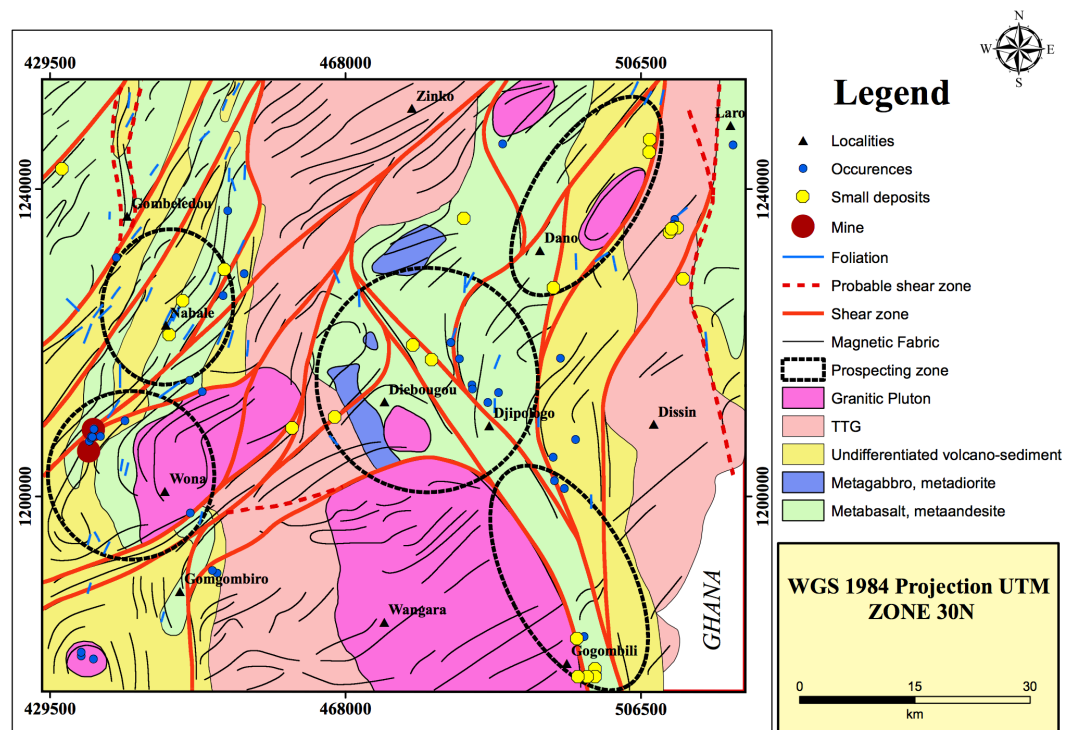 N
W
E
S
429500
468000
506500
Legend
Zinko
Laro
Localities
Occurences
1240000
1240000
Small deposits
Gombeledou
Mine
Dano
Foliation
Probable shear zone
Nabale
Shear zone
Magnetic Fabric
Prospecting zone
Diebougou
Granitic Pluton
Djipologo
Dissin
TTG
Undifferentiated volcano-sediment
Wona
Metagabbro, metadiorite
1200000
1200000
Metabasalt, metaandesite
Gomgombiro
WGS 1984 Projection UTM
ZONE 30N
Wangara
GHANA
Gogombili
0
15
30
km
429500
468000
506500